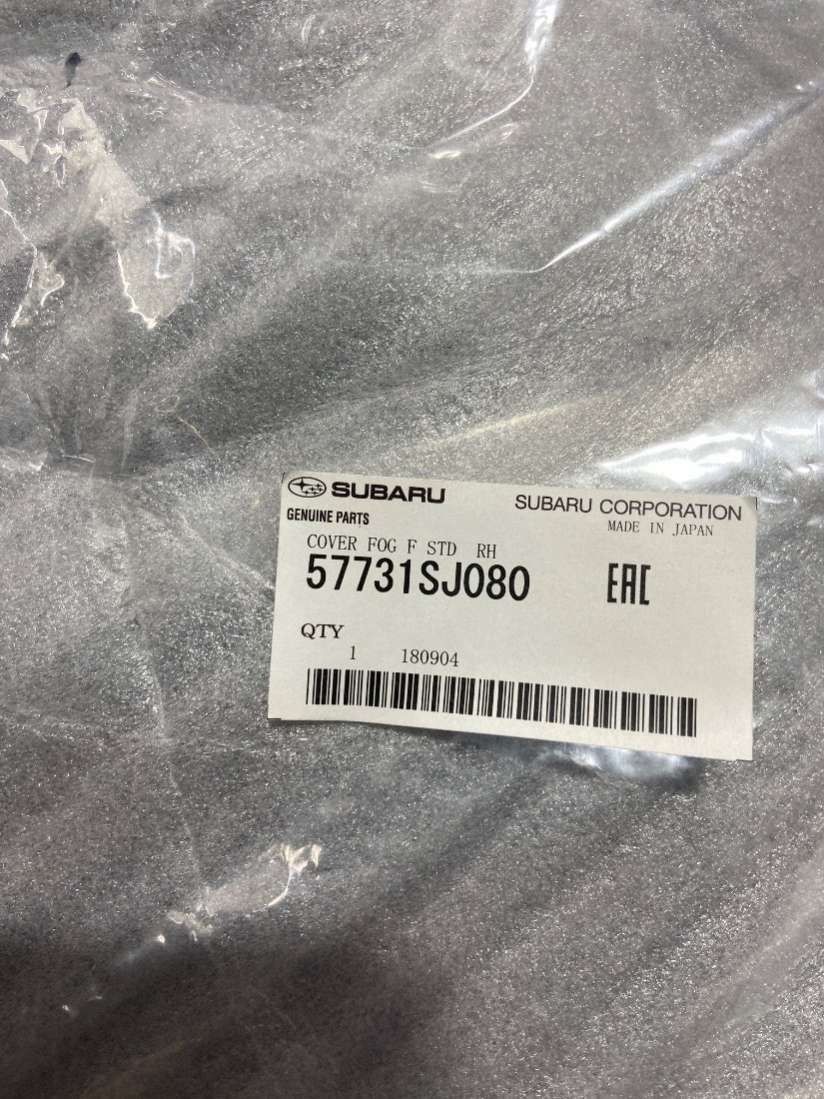 SUBARU
SUBARU CORPORATION
GENUINE PARTS
MADE IN JAPAN
COVER FOG F STD RH
57731SJ080
EAC
QTY
1 180904